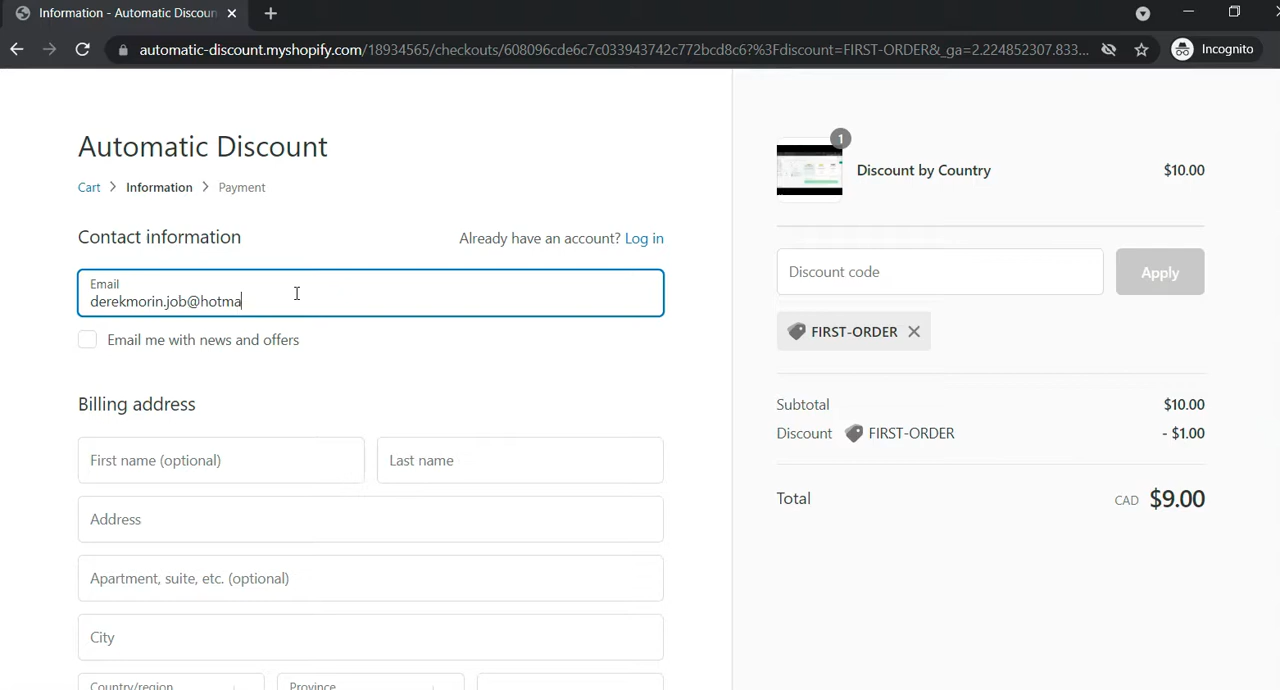 Information - Automatic Discoun
automatic-discount.myshopify.com/18934565/checkouts/608096cde6c7c033943742c772bcd8c6?%3Fdiscount=FIRST-ORDER&_ga=2.224852307.833...
Incognito
Automatic Discount
Cart > Information > Payment
Contact information
Already have an account? Log in
Email
derekmorin.job@hotma
Email me with news and offers
Billing address
First name (optional)
Last name
Address
Apartment, suite, etc. (optional)
City
Country/region
Province
1
Discount by Country
$10.00
Discount code
Apply
FIRST-ORDER
Subtotal
$10.00
Discount FIRST-ORDER
- $1.00
Total
CAD $9.00